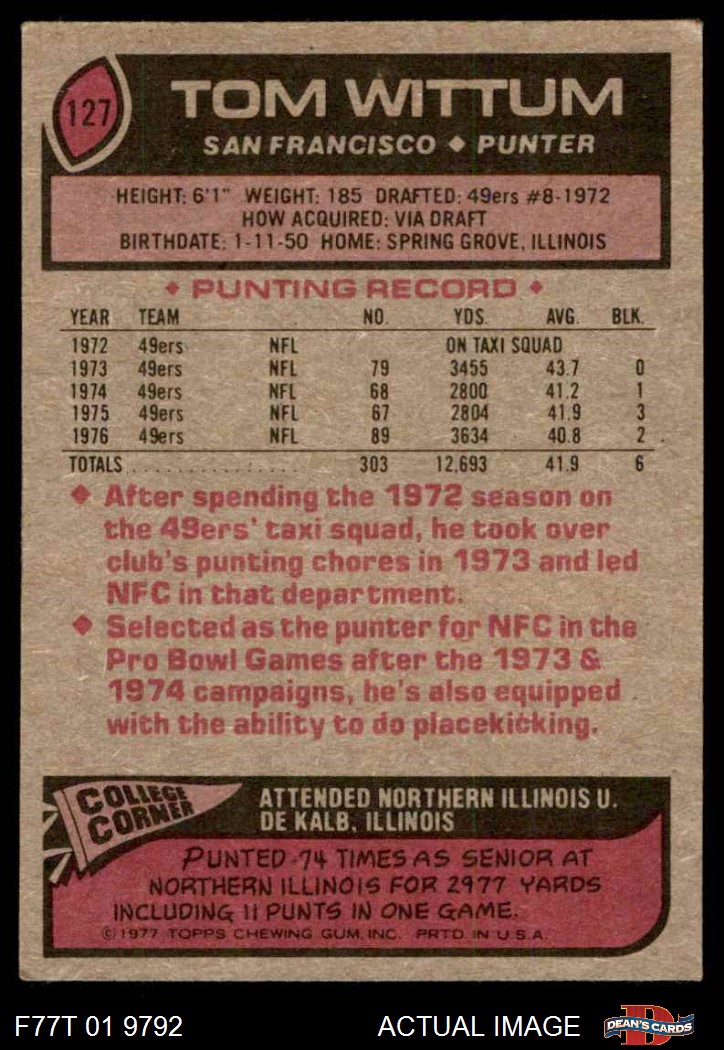 127
TOM WITTUM
SAN FRANCISCO ◆ PUNTER
HEIGHT: 6'1" WEIGHT: 185 DRAFTED: 49ers #8-1972
HOW ACQUIRED: VIA DRAFT
BIRTHDATE: 1-11-50 HOME: SPRING GROVE, ILLINOIS
◆ PUNTING RECORD ◆
YEAR TEAM NO. YDS. AVG. BLK.
1972 49ers NFL ON TAXI SQUAD
1973 49ers NFL 79 3455 43.7 0
1974 49ers NFL 68 2800 41.2 1
1975 49ers NFL 67 2804 41.9 3
1976 49ers NFL 89 3634 40.8 2
TOTALS................ 303 12,693 41.9 6
◆ After spending the 1972 season on
the 49ers' taxi squad, he took over
club's punting chores in 1973 and led
NFC in that department.
◆ Selected as the punter for NFC in the
Pro Bowl Games after the 1973 &
1974 campaigns, he's also equipped
with the ability to do placekicking.
COLLEGE
CORNER
ATTENDED NORTHERN ILLINOIS U.
DE KALB, ILLINOIS
PUNTED 74 TIMES AS SENIOR AT
NORTHERN ILLINOIS FOR 2977 YARDS
INCLUDING 11 PUNTS IN ONE GAME.
©1977 TOPPS CHEWING GUM, INC. PRTD. IN U.S.A.
F77T 01 9792 ACTUAL IMAGE
D
DEAN'S CARDS